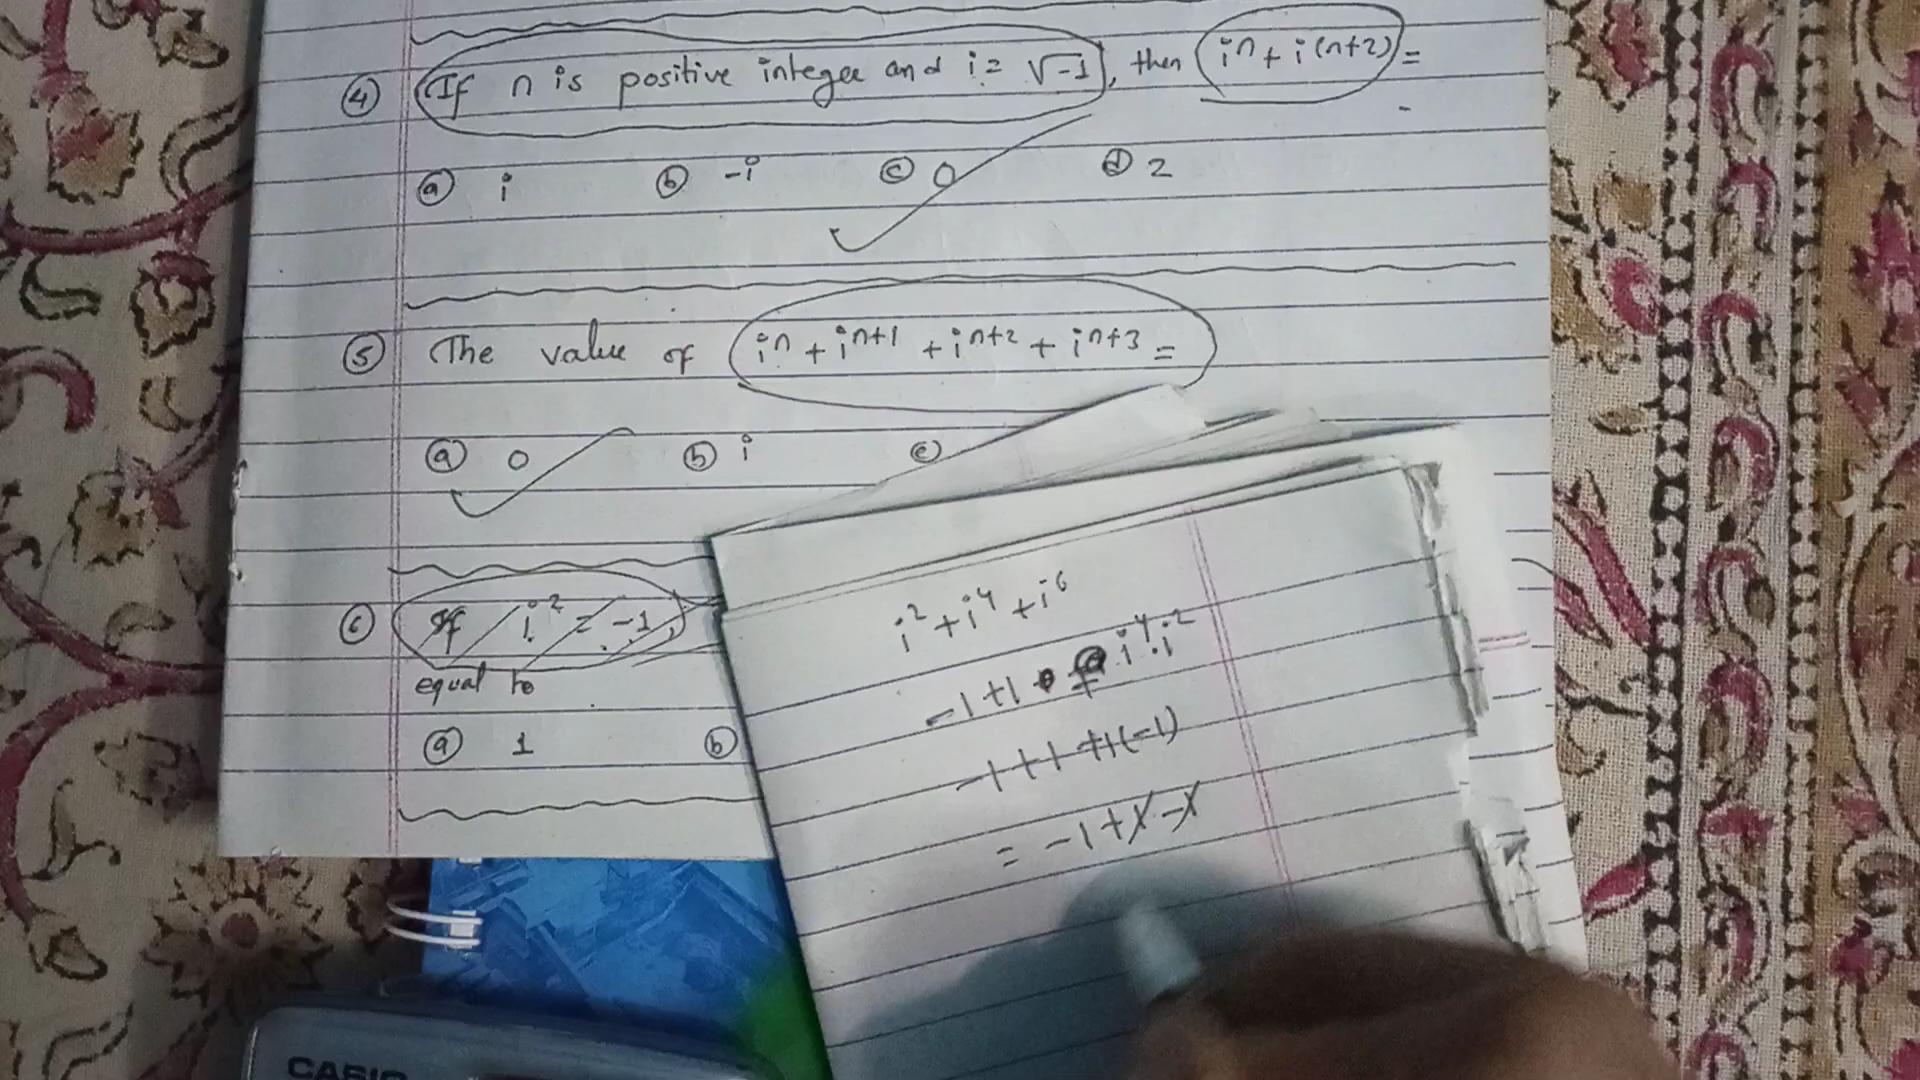 ④ If n is positive integer and i = √-1, then iⁿ + i⁽ⁿ⁺²⁾ =
ⓐ i ⓑ -i ⓒ 0 ⓓ 2
⑤ The value of iⁿ + iⁿ⁺¹ + iⁿ⁺² + iⁿ⁺³ =
ⓐ 0 ⓑ i ⓒ
⑥ If i² = -1
equal to
ⓐ 1 ⓑ
i² + i⁴ + i⁶
-1 + 1 + i⁴·i²
-1 + 1 + 1(-1)
= -1 + 1 - 1
CASIO